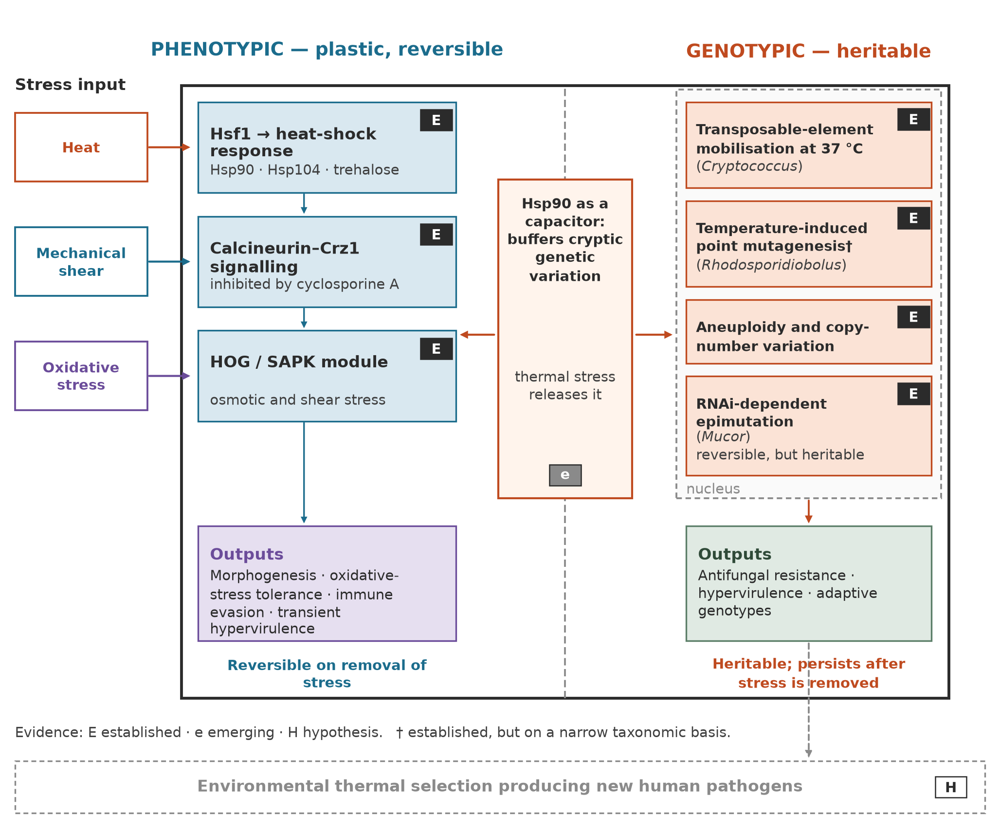 PHENOTYPIC — plastic, reversible
GENOTYPIC — heritable
Stress input
Heat
Mechanical
shear
Oxidative
stress
E
Hsf1 → heat-shock
response
Hsp90 · Hsp104 · trehalose
E
Calcineurin–Crz1
signalling
inhibited by cyclosporine A
E
HOG / SAPK module
osmotic and shear stress
Hsp90 as a
capacitor:
buffers cryptic
genetic
variation
thermal stress
releases it
e
E
Transposable-element
mobilisation at 37 °C
(Cryptococcus)
E
Temperature-induced
point mutagenesis†
(Rhodosporidiobolus)
E
Aneuploidy and copy-
number variation
E
RNAi-dependent
epimutation
(Mucor)
reversible, but heritable
nucleus
Outputs
Morphogenesis · oxidative-
stress tolerance · immune
evasion · transient
hypervirulence
Reversible on removal of
stress
Outputs
Antifungal resistance ·
hypervirulence · adaptive
genotypes
Heritable; persists after
stress is removed
Evidence: E established · e emerging · H hypothesis.   † established, but on a narrow taxonomic basis.
Environmental thermal selection producing new human pathogens
H